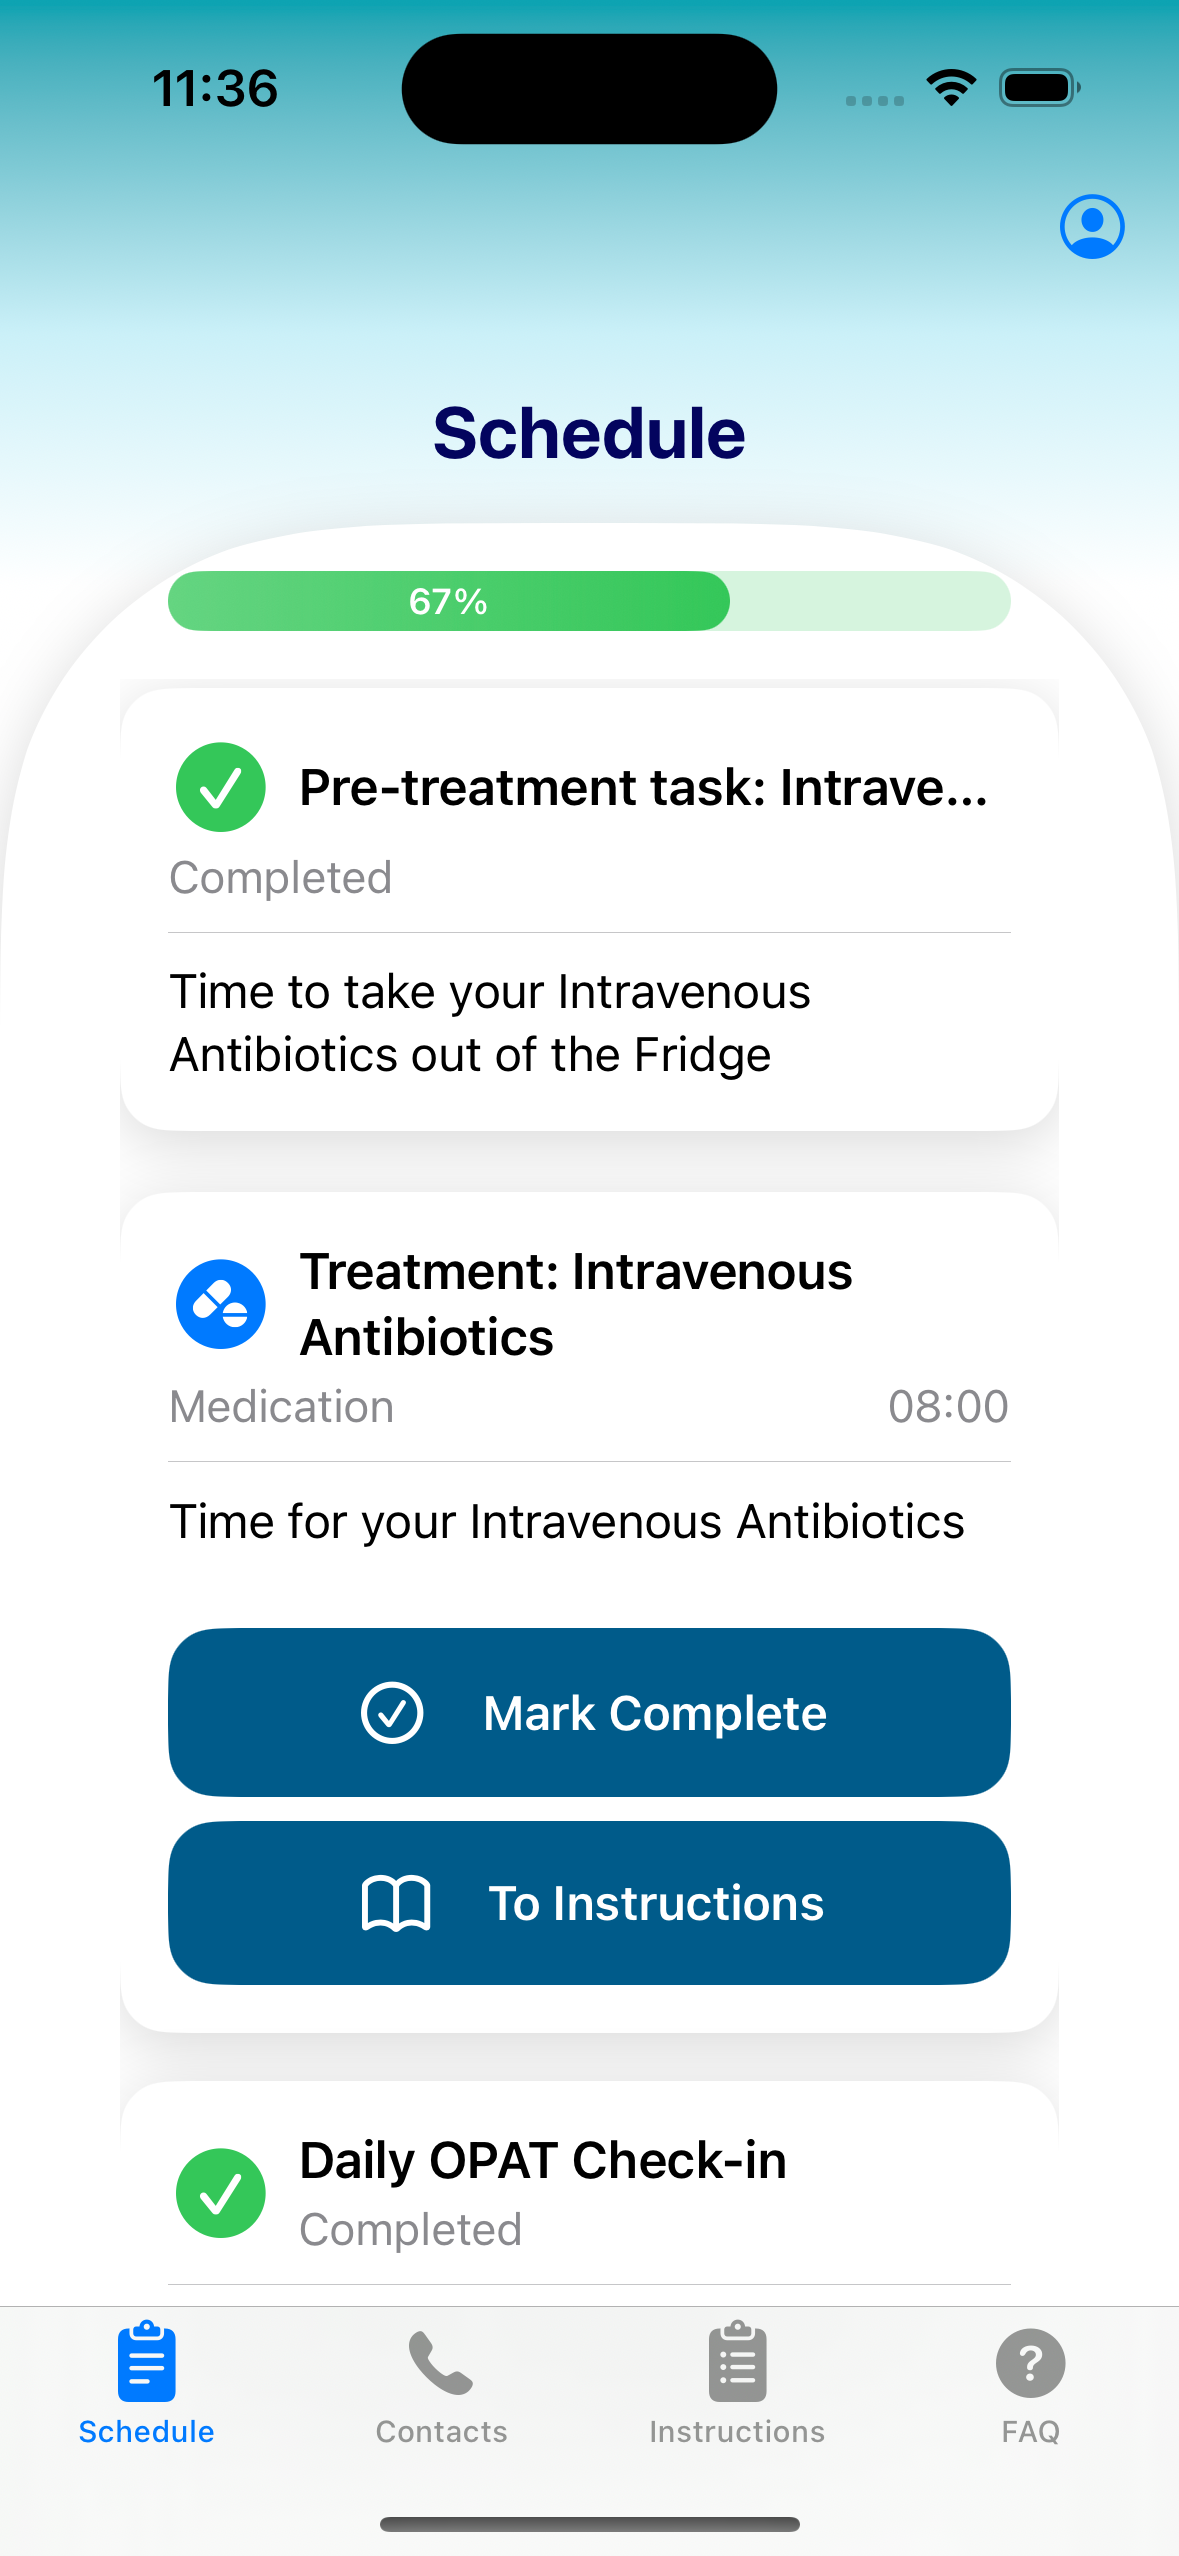 11:36
Schedule
67%
Pre-treatment task: Intrave...
Completed
Time to take your Intravenous
Antibiotics out of the Fridge
Treatment: Intravenous
Antibiotics
Medication
08:00
Time for your Intravenous Antibiotics
Mark Complete
To Instructions
Daily OPAT Check-in
Completed
Schedule
Contacts
Instructions
FAQ